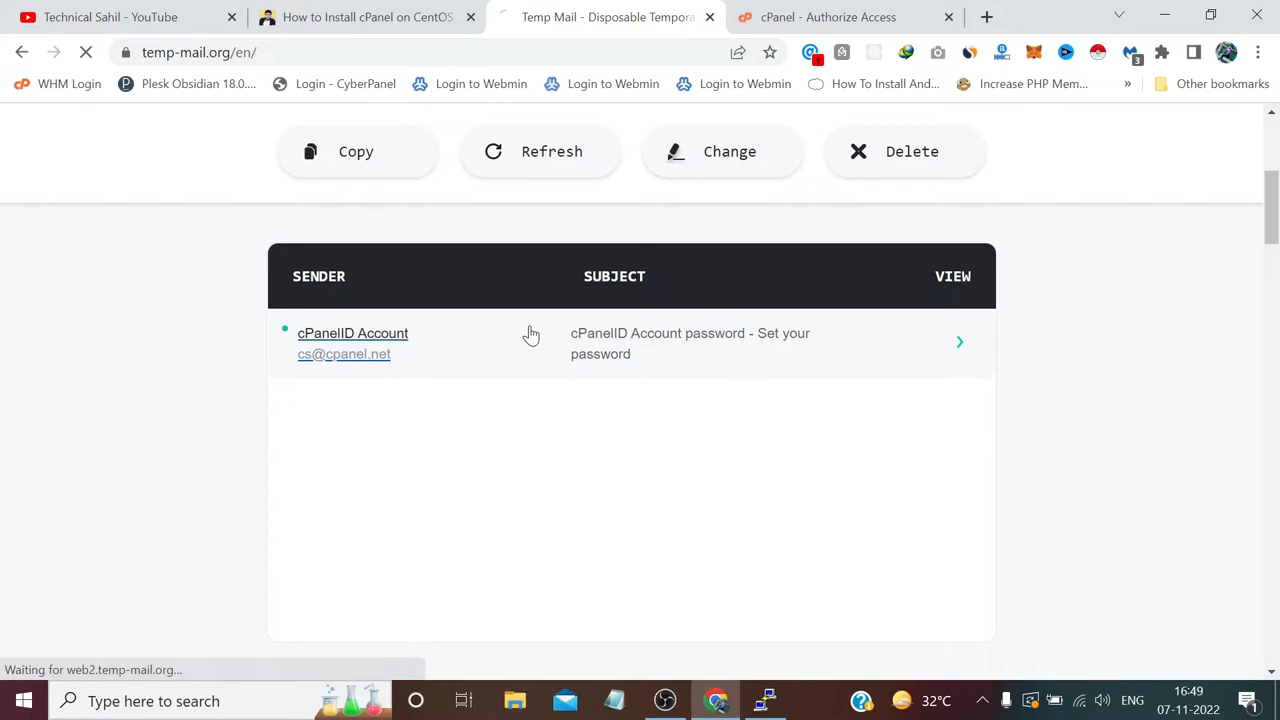 Technical Sahil - YouTube
How to Install cPanel on CentOS
Temp Mail - Disposable Tempora
cPanel - Authorize Access
temp-mail.org/en/
3
WHM Login
Plesk Obsidian 18.0....
Login - CyberPanel
Login to Webmin
Login to Webmin
Login to Webmin
How To Install And...
Increase PHP Mem...
»
Other bookmarks
Copy
Refresh
Change
Delete
SENDER
SUBJECT
VIEW
cPanelID Account
cPanelID Account password - Set your
cs@cpanel.net
password
Waiting for web2.temp-mail.org...
Type here to search
32°C
ENG
16:49
07-11-2022
1